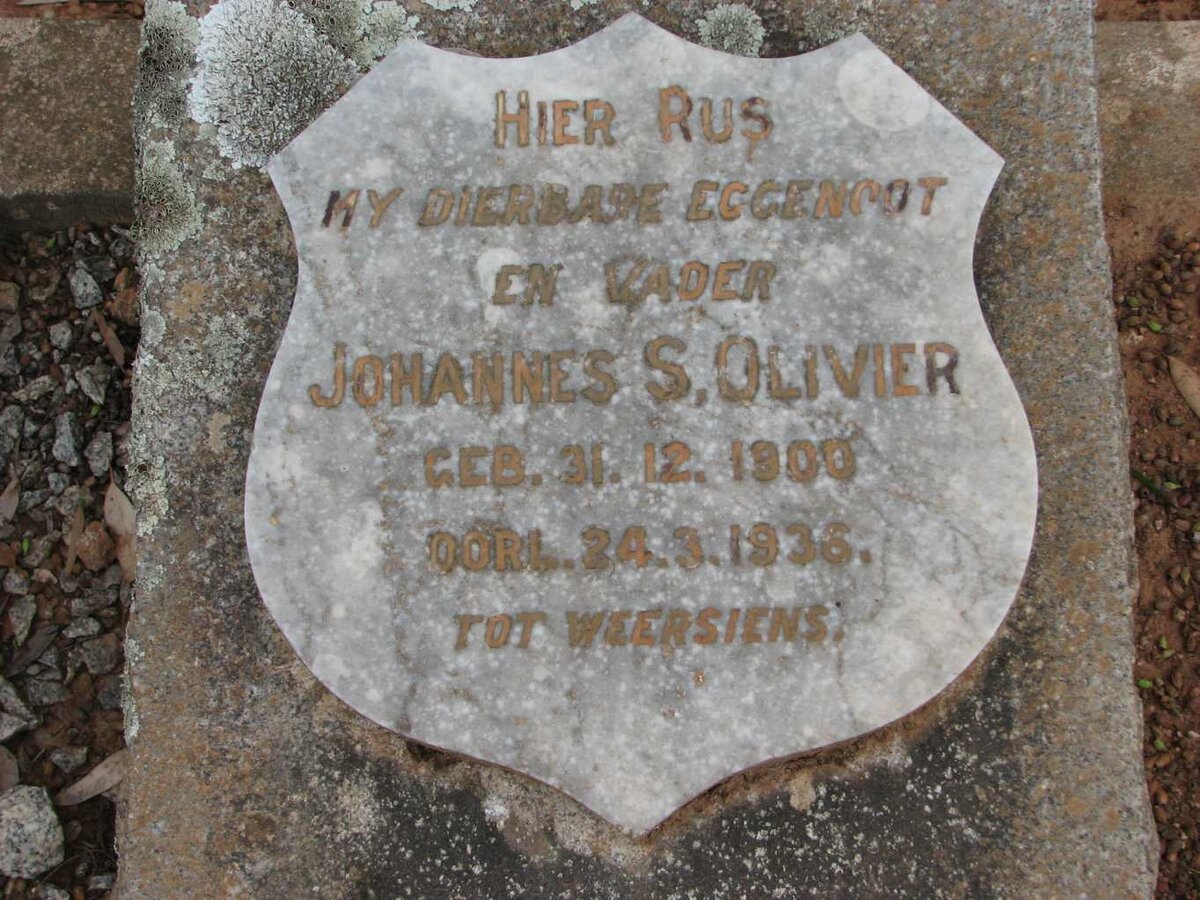 HIER RUS
MY DIERBARE EGGENOOT
EN VADER
JOHANNES S. OLIVIER
GEB. 31. 12. 1900
OORL. 24.3.1936.
TOT WEERSIENS.